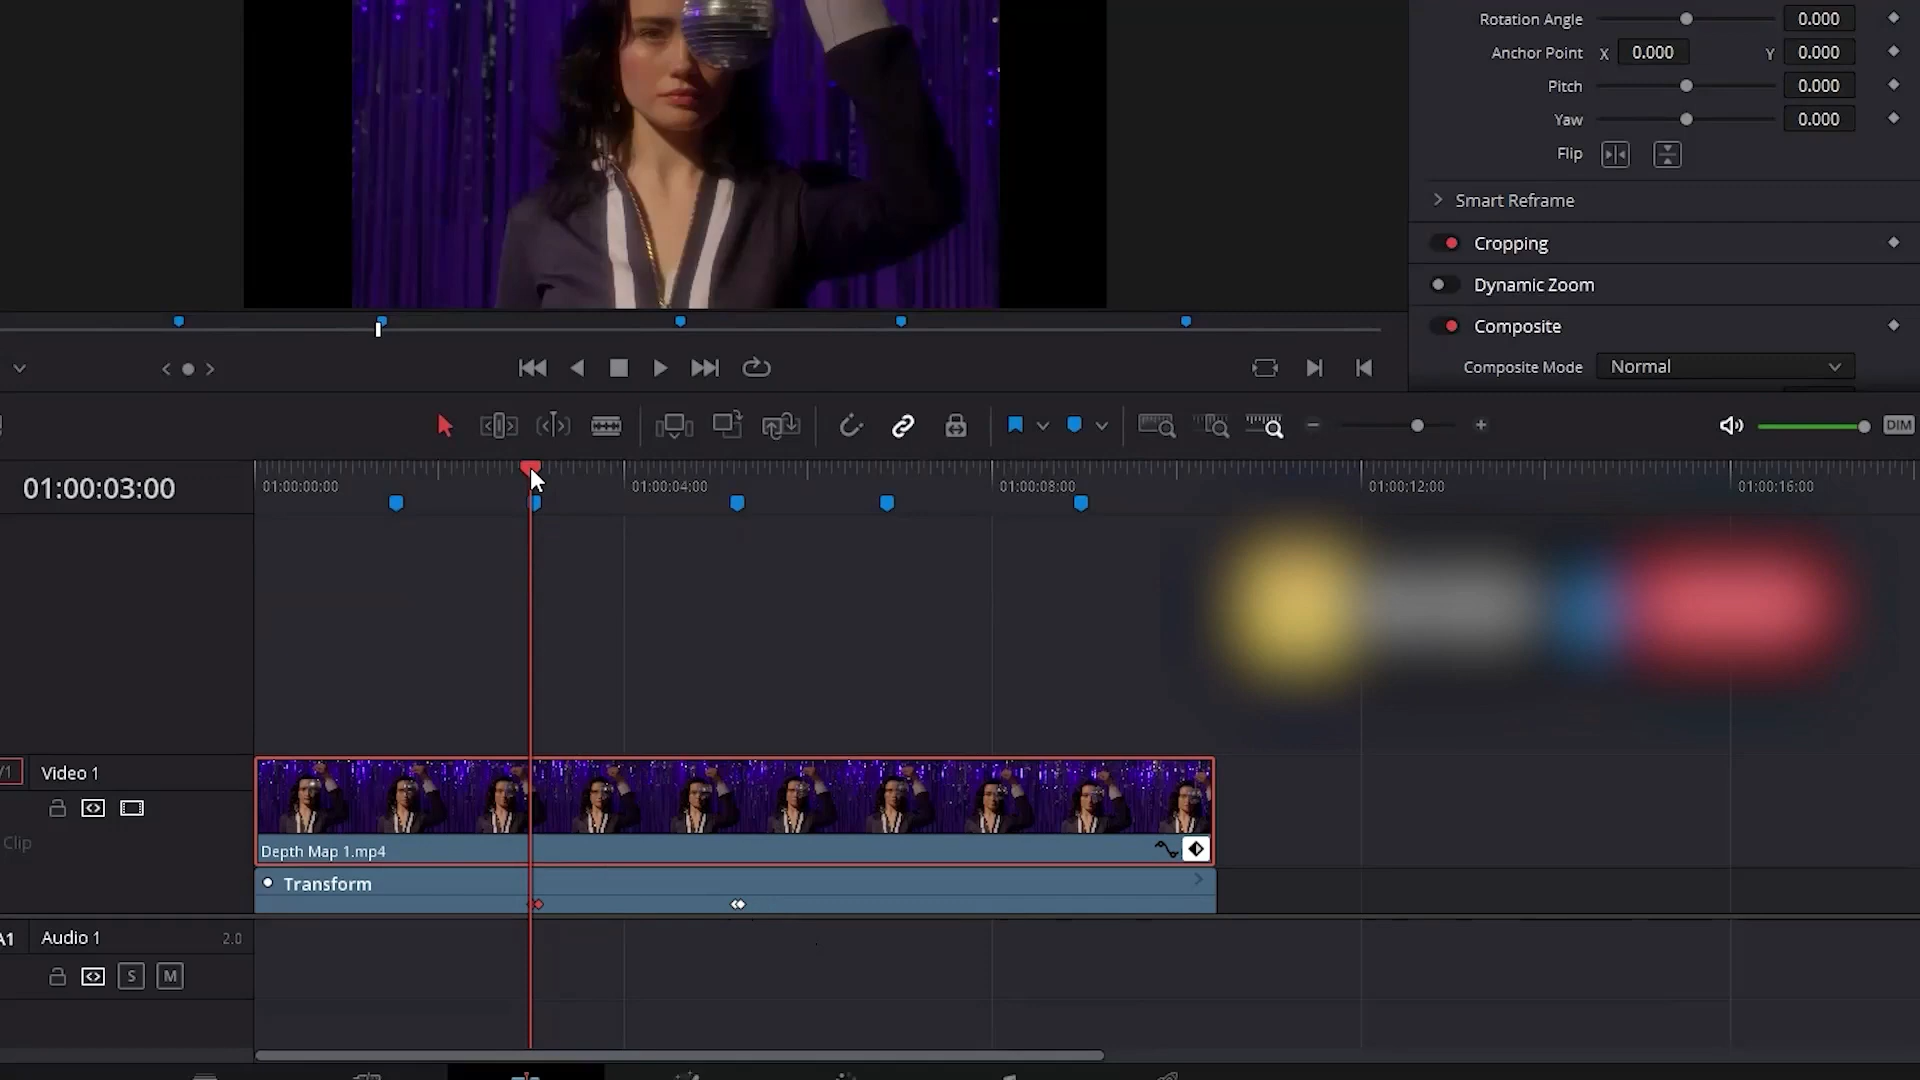 Rotation Angle 0.000
Anchor Point X 0.000 Y 0.000
Pitch 0.000
Yaw 0.000
Flip
Smart Reframe
Cropping
Dynamic Zoom
Composite
Composite Mode Normal
DIM
01:00:03:00
01:00:00:00 01:00:04:00 01:00:08:00 01:00:12:00 01:00:16:00
Video 1
Clip
Depth Map 1.mp4
Transform
A1 Audio 1 2.0
S M